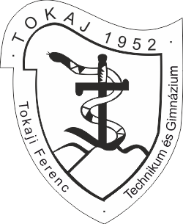 · TOKAJ 1952 ·
Tokaji Ferenc
Technikum és Gimnázium